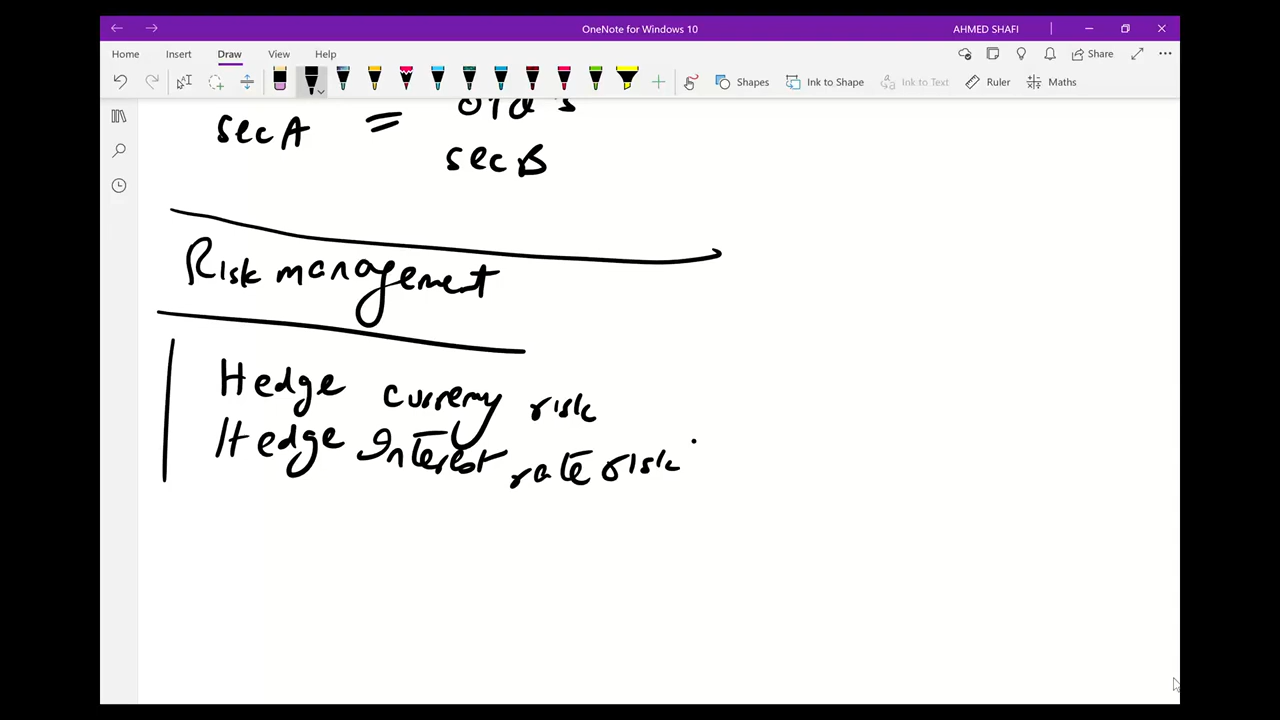 OneNote for Windows 10
AHMED SHAFI
Home Insert Draw View Help
Share
Shapes Ink to Shape Ink to Text Ruler Maths
secA =
secB
Risk management
Hedge currency risk
Hedge Interest rate risk